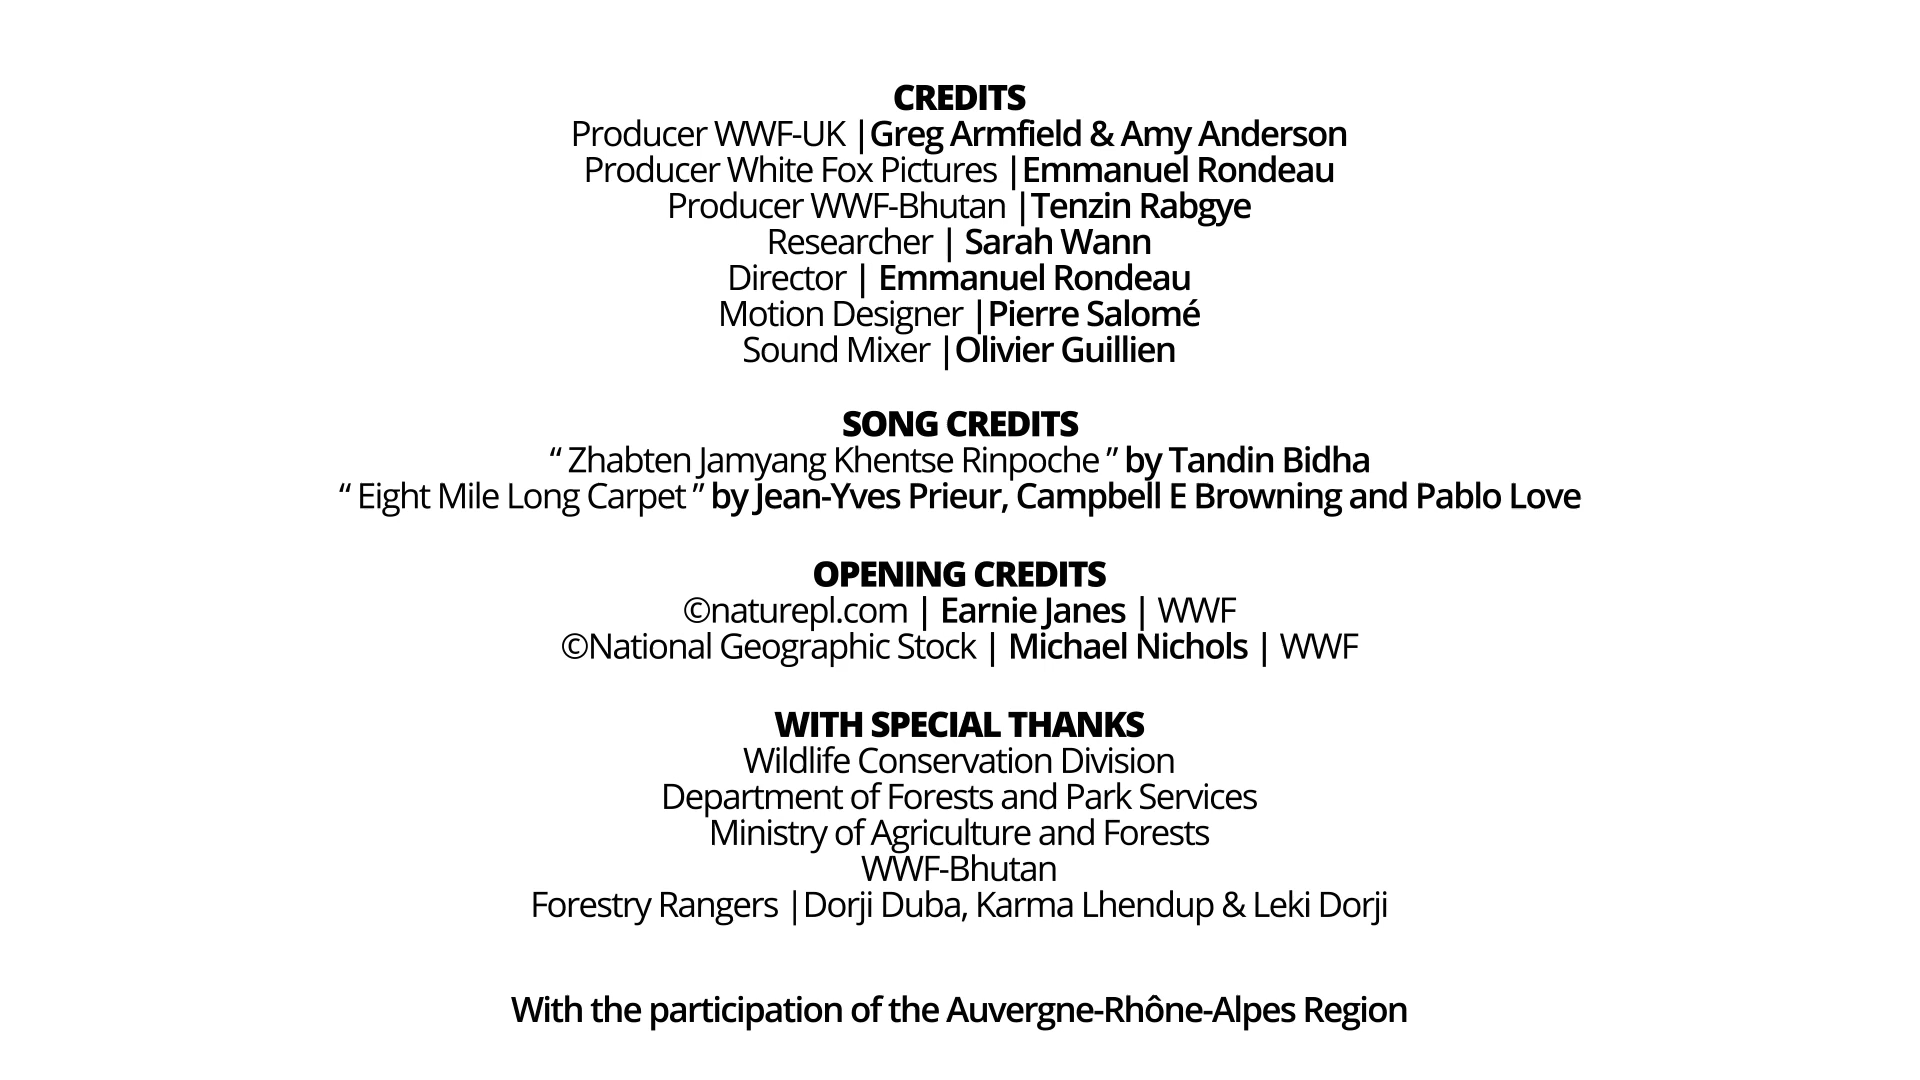 CREDITS
Producer WWF-UK |Greg Armfield & Amy Anderson
Producer White Fox Pictures |Emmanuel Rondeau
Producer WWF-Bhutan |Tenzin Rabgye
Researcher | Sarah Wann
Director | Emmanuel Rondeau
Motion Designer |Pierre Salomé
Sound Mixer |Olivier Guillien
SONG CREDITS
“ Zhabten Jamyang Khentse Rinpoche ” by Tandin Bidha
“ Eight Mile Long Carpet ” by Jean-Yves Prieur, Campbell E Browning and Pablo Love
OPENING CREDITS
©naturepl.com | Earnie Janes | WWF
©National Geographic Stock | Michael Nichols | WWF
WITH SPECIAL THANKS
Wildlife Conservation Division
Department of Forests and Park Services
Ministry of Agriculture and Forests
WWF-Bhutan
Forestry Rangers |Dorji Duba, Karma Lhendup & Leki Dorji
With the participation of the Auvergne-Rhône-Alpes Region